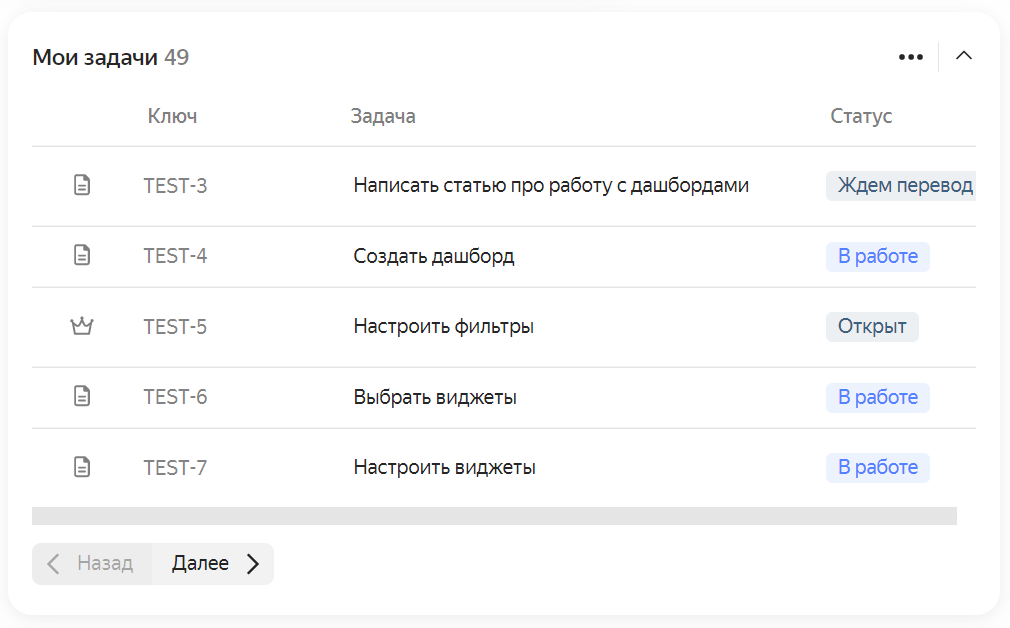 Мои задачи 49
Ключ Задача Статус
TEST-3 Написать статью про работу с дашбордами Ждем перевод
TEST-4 Создать дашборд В работе
TEST-5 Настроить фильтры Открыт
TEST-6 Выбрать виджеты В работе
TEST-7 Настроить виджеты В работе
Назад Далее